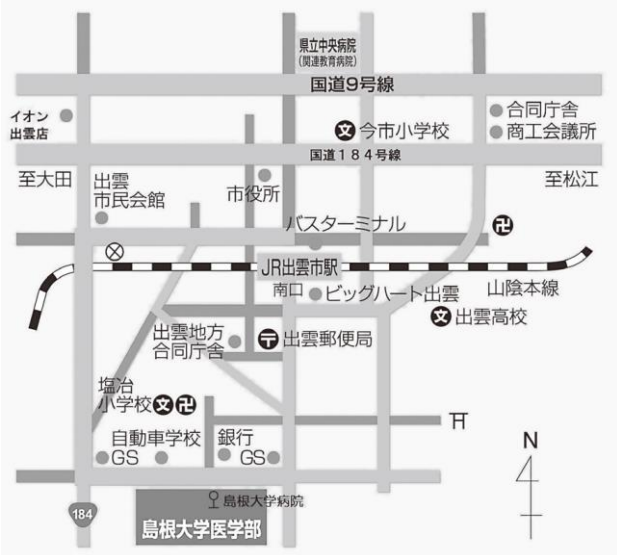 県立中央病院
(関連教育病院)
国道9号線
イオン
出雲店
合同庁舎
文
今市小学校
商工会議所
国道184号線
至大田
出雲
市民会館
市役所
至松江
バスターミナル
卍
JR出雲市駅
南口
ビッグハート出雲
山陰本線
文
出雲高校
出雲地方
合同庁舎
〒
出雲郵便局
塩冶
小学校
文
卍
自動車学校
GS
銀行
GS
N
島根大学病院
184
島根大学医学部